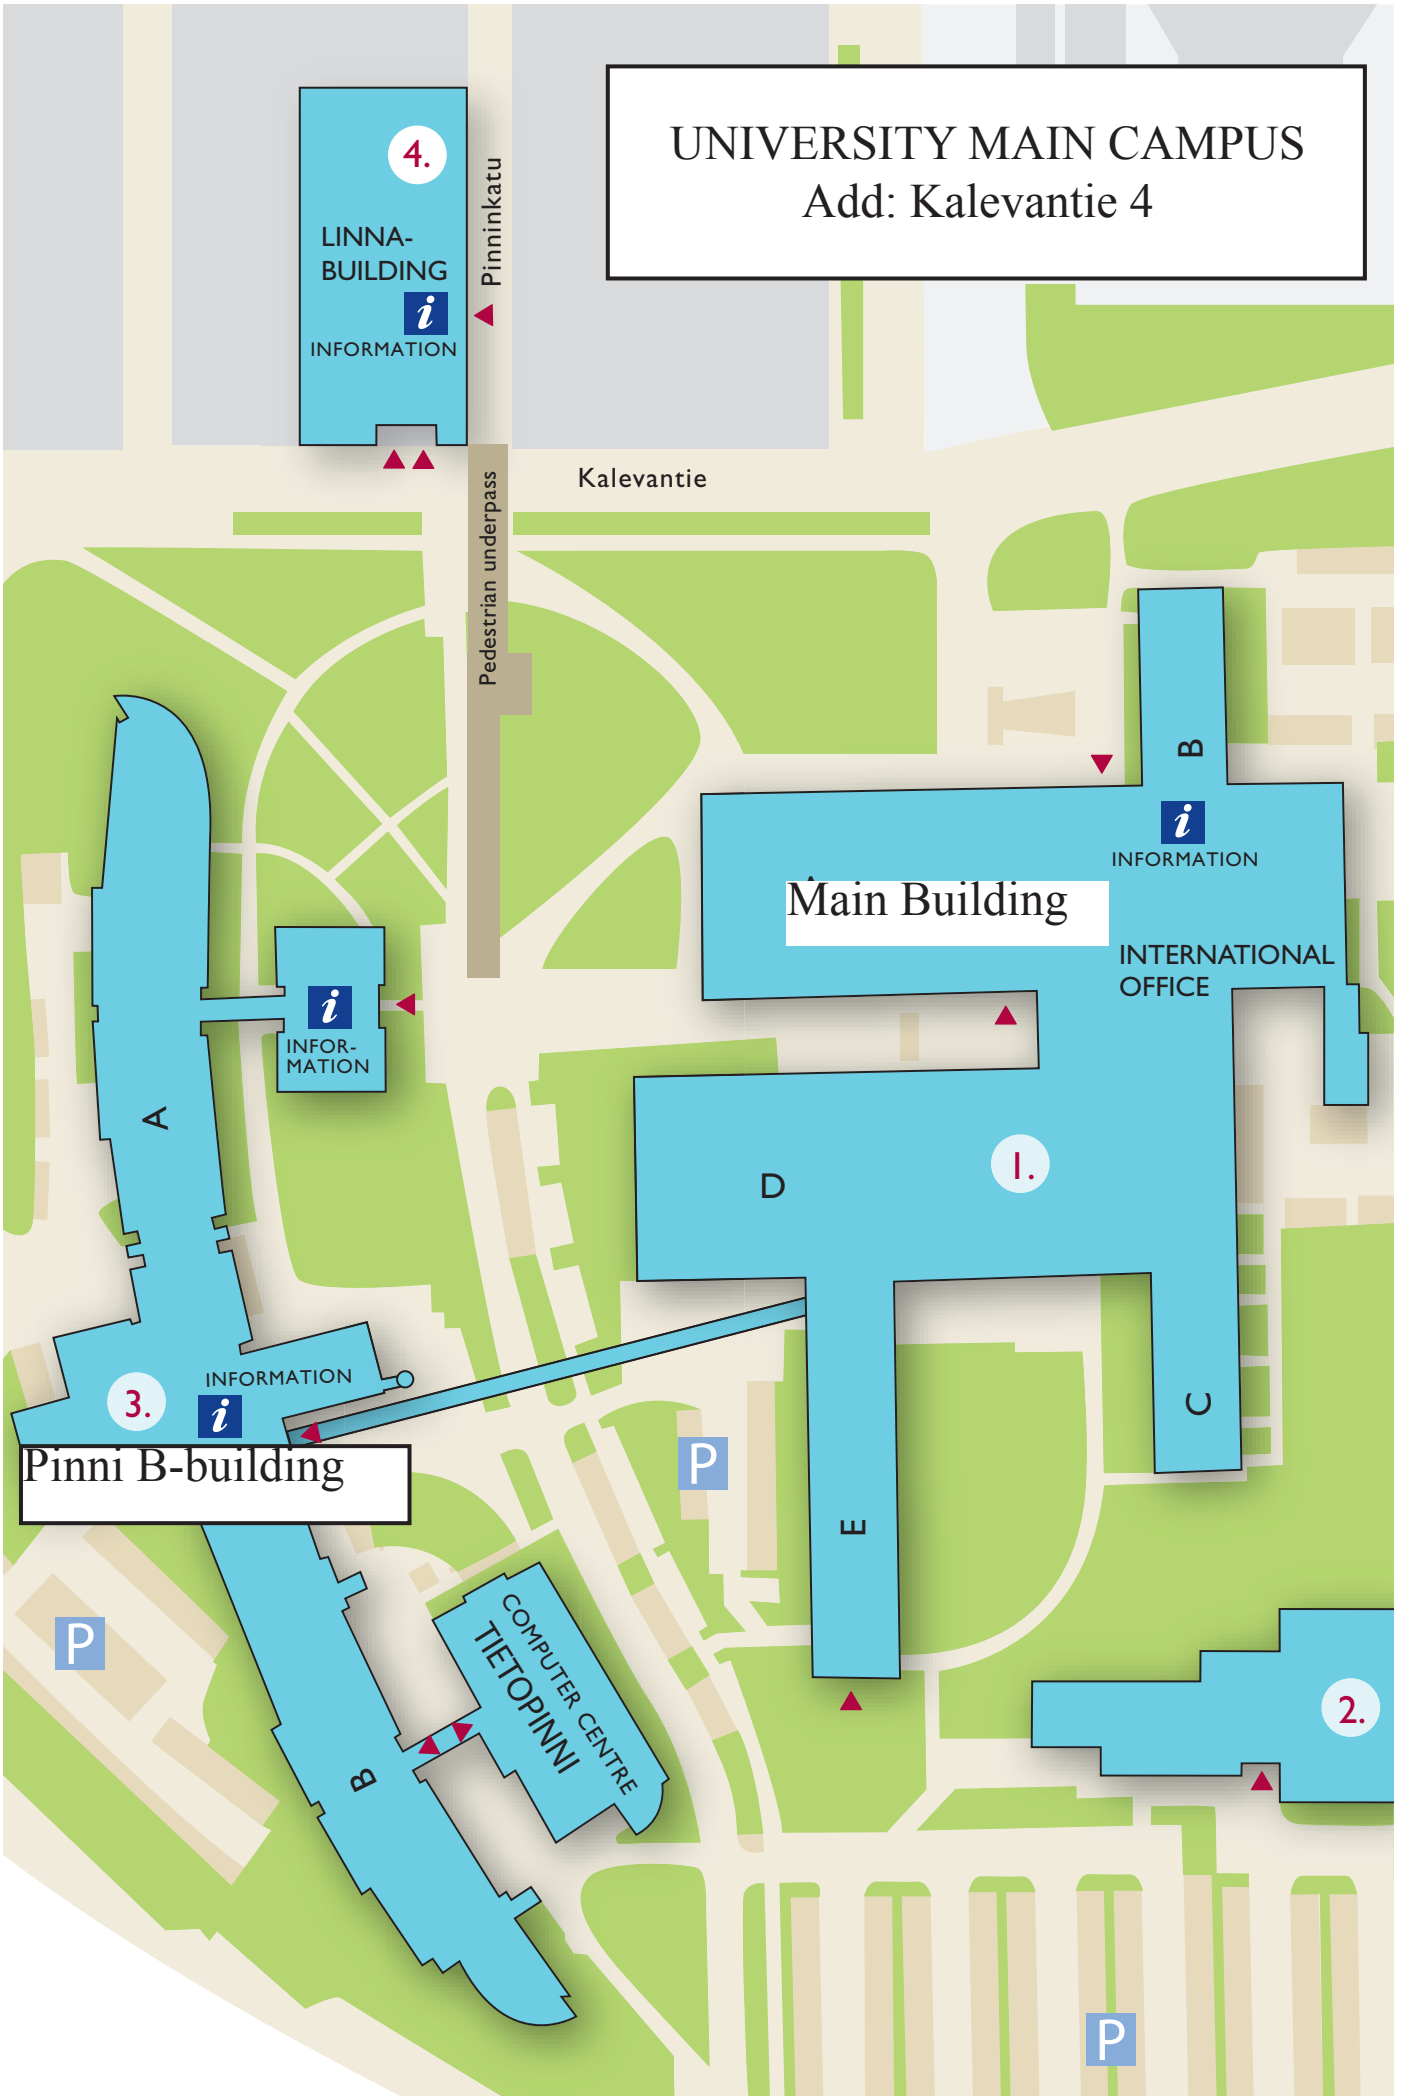 UNIVERSITY MAIN CAMPUS
Add: Kalevantie 4
4.
LINNA-
BUILDING
i
INFORMATION
Pinninkatu
Kalevantie
Pedestrian underpass
B
i
INFORMATION
Main Building
INTERNATIONAL
OFFICE
i
INFOR-
MATION
A
D
1.
INFORMATION
3.
i
C
Pinni B-building
P
E
P
COMPUTER CENTRE
TIETOPINNI
2.
B
P